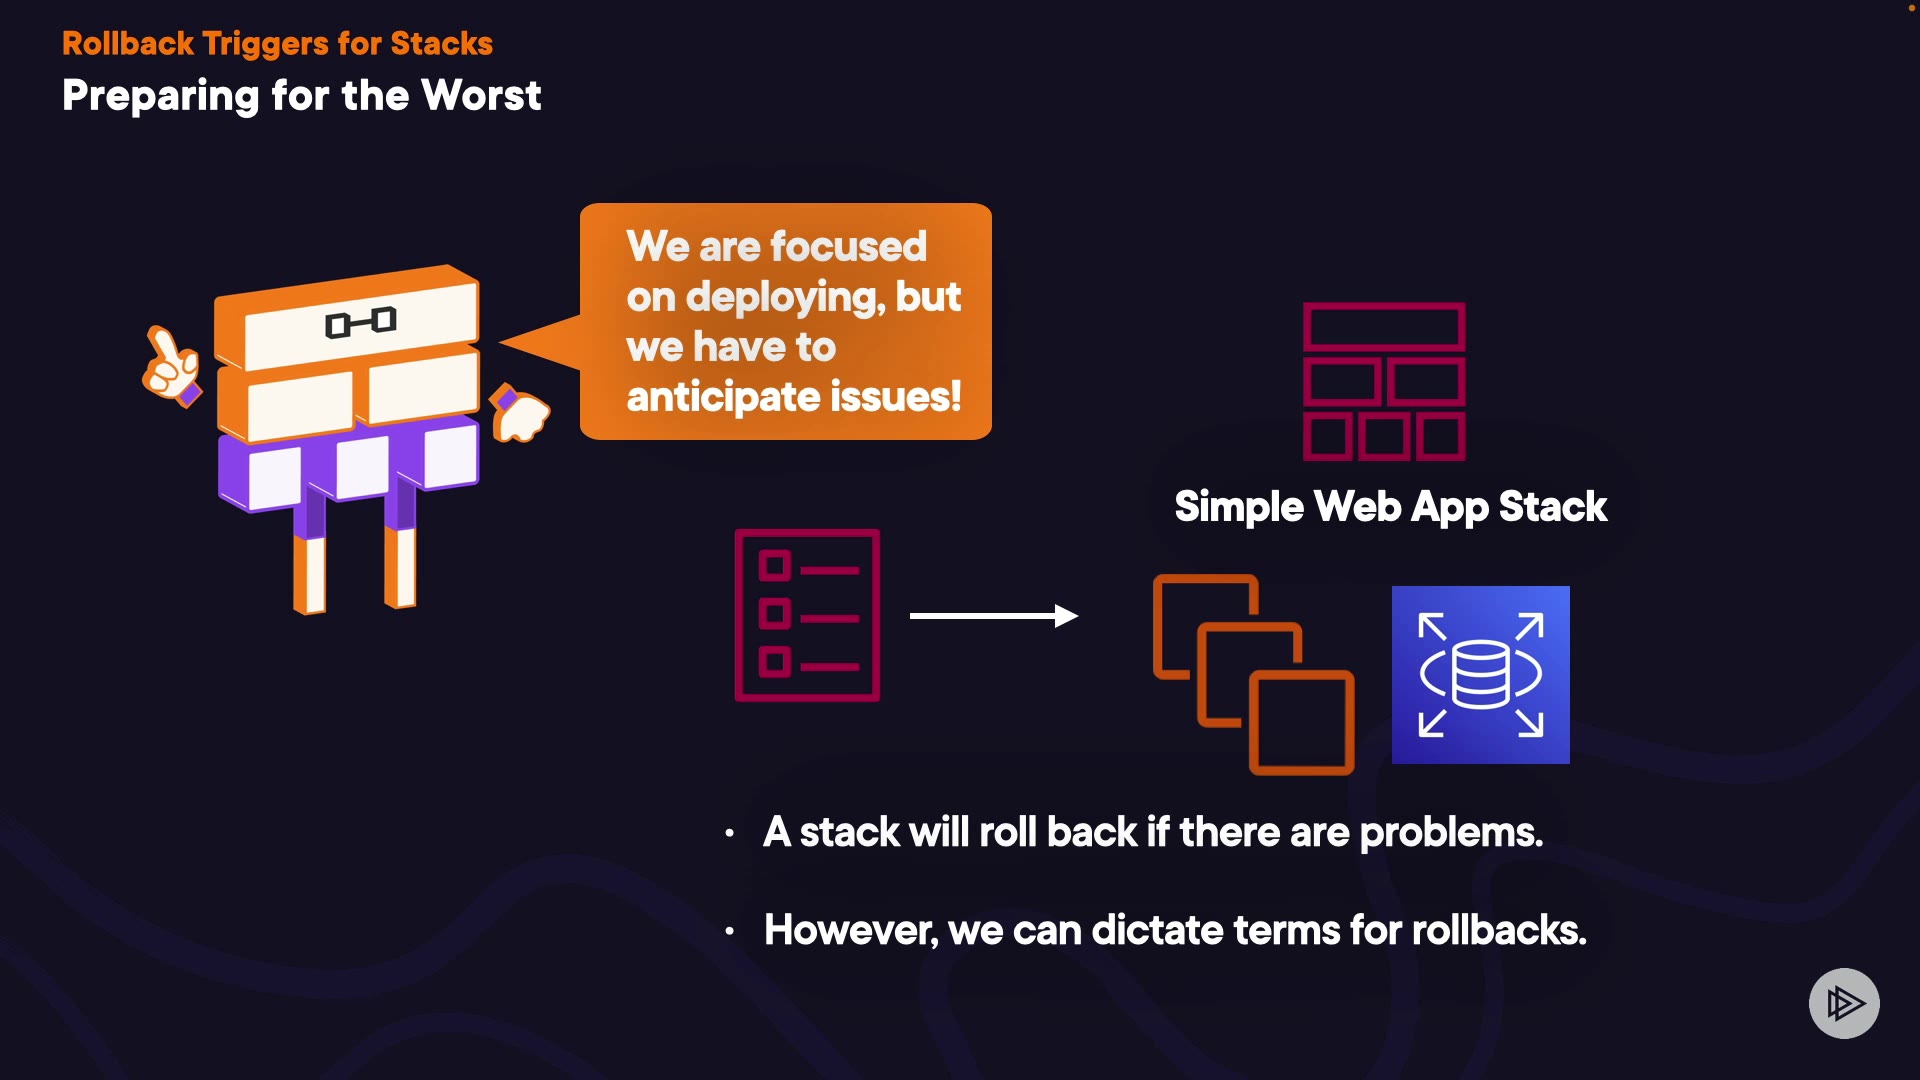 Rollback Triggers for Stacks
Preparing for the Worst
We are focused
on deploying, but
we have to
anticipate issues!
Simple Web App Stack
• A stack will roll back if there are problems.
• However, we can dictate terms for rollbacks.